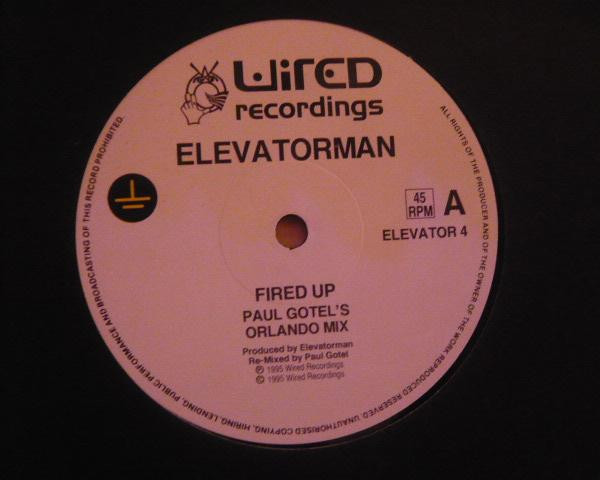 WiRED
recordings
ELEVATORMAN
45
RPM
A
ELEVATOR 4
FIRED UP
PAUL GOTEL'S
ORLANDO MIX
Produced by Elevatorman
Re-Mixed by Paul Gotel
℗ 1995 Wired Recordings
© 1995 Wired Recordings
ALL RIGHTS OF THE PRODUCER AND OF THE OWNER OF THE WORK REPRODUCED RESERVED. UNAUTHORISED COPYING, HIRING, LENDING, PUBLIC PERFORMANCE AND BROADCASTING OF THIS RECORD PROHIBITED.